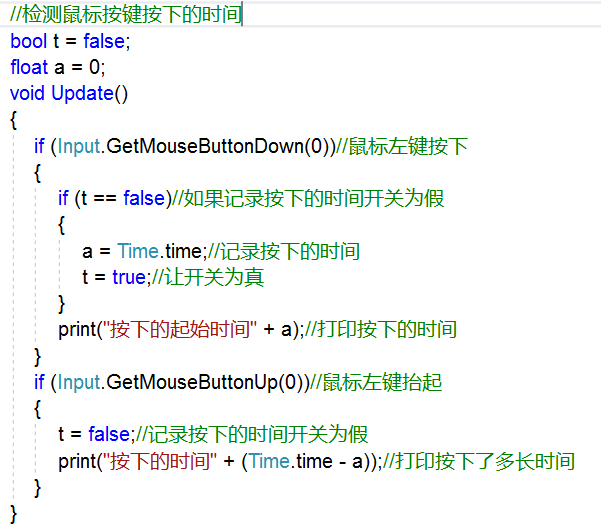 //检测鼠标按键按下的时间
bool t = false;
float a = 0;
void Update()
{
if (Input.GetMouseButtonDown(0))//鼠标左键按下
{
if (t == false)//如果记录按下的时间开关为假
{
a = Time.time;//记录按下的时间
t = true;//让开关为真
}
print("按下的起始时间" + a);//打印按下的时间
}
if (Input.GetMouseButtonUp(0))//鼠标左键抬起
{
t = false;//记录按下的时间开关为假
print("按下的时间" + (Time.time - a));//打印按下了多长时间
}
}